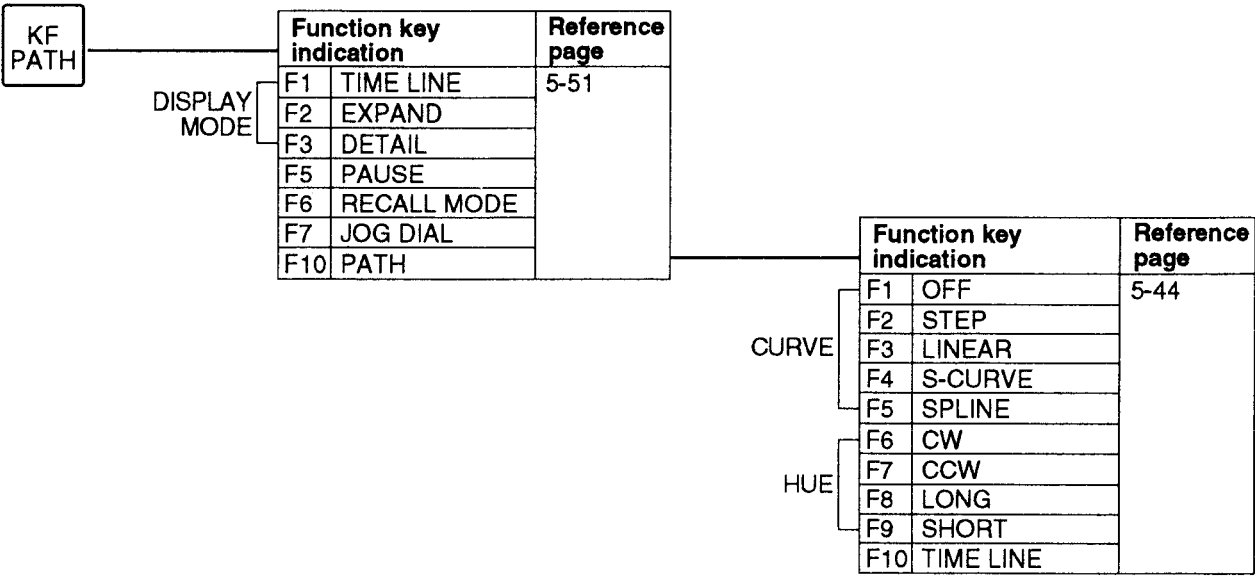 KF
PATH
Function key
indication
Reference
page
DISPLAY
MODE
F1 TIME LINE 5-51
F2 EXPAND
F3 DETAIL
F5 PAUSE
F6 RECALL MODE
F7 JOG DIAL
F10 PATH
Function key
indication
Reference
page
CURVE
F1 OFF 5-44
F2 STEP
F3 LINEAR
F4 S-CURVE
F5 SPLINE
HUE
F6 CW
F7 CCW
F8 LONG
F9 SHORT
F10 TIME LINE